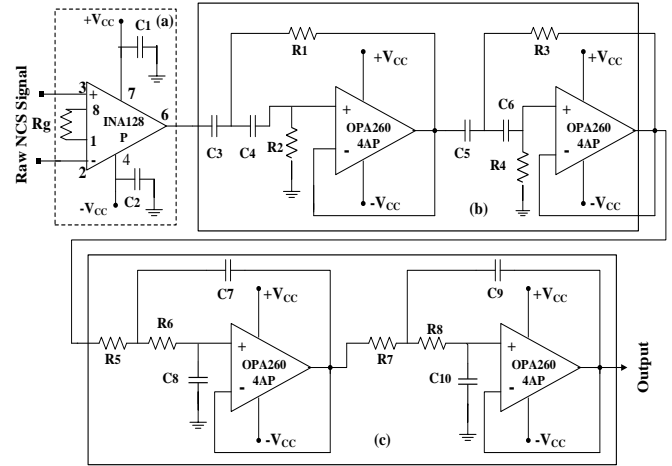 (a)
+VCC
C1
3
+
7
8
INA128
P
6
Rg
1
-
2
4
C2
-VCC
Raw NCS Signal
R1
+VCC
+
OPA260
4AP
-
C3
C4
R2
-VCC
R3
+VCC
C6
+
OPA260
4AP
-
C5
R4
-VCC
(b)
C7
+VCC
R6
+
OPA260
4AP
-
R5
C8
-VCC
C9
+VCC
R8
+
OPA260
4AP
-
R7
C10
-VCC
(c)
Output